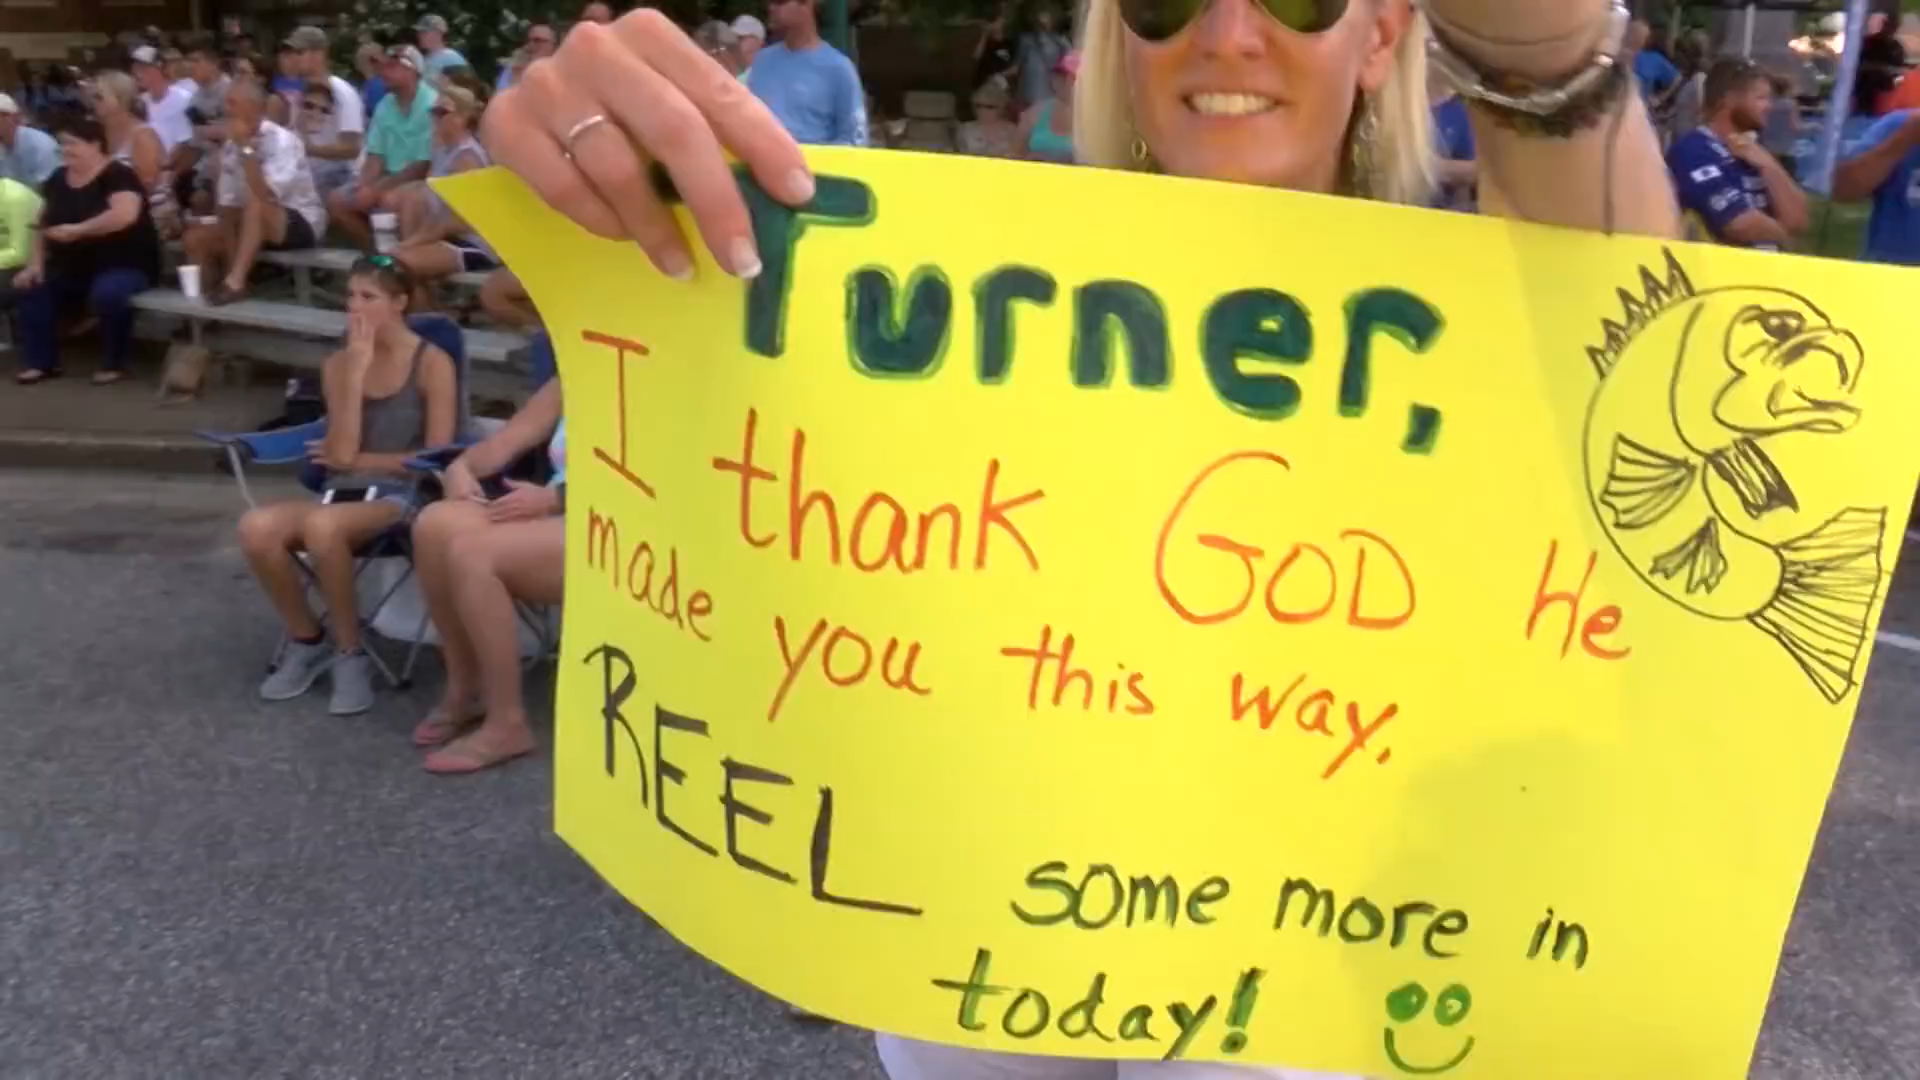 Turner,
I thank GOD He
made you this way.
REEL some more in
today!